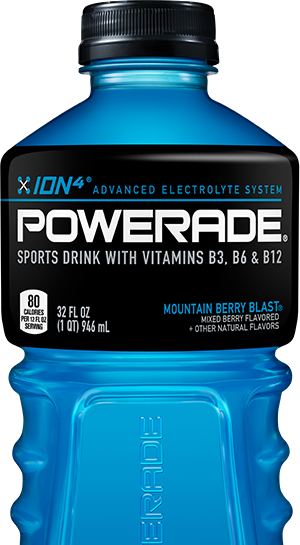 ION4®
ADVANCED ELECTROLYTE SYSTEM
POWERADE®
SPORTS DRINK WITH VITAMINS B3, B6 & B12
80
CALORIES
PER 12 FL OZ
SERVING
32 FL OZ
(1 QT) 946 mL
MOUNTAIN BERRY BLAST®
MIXED BERRY FLAVORED
+ OTHER NATURAL FLAVORS
POWERADE